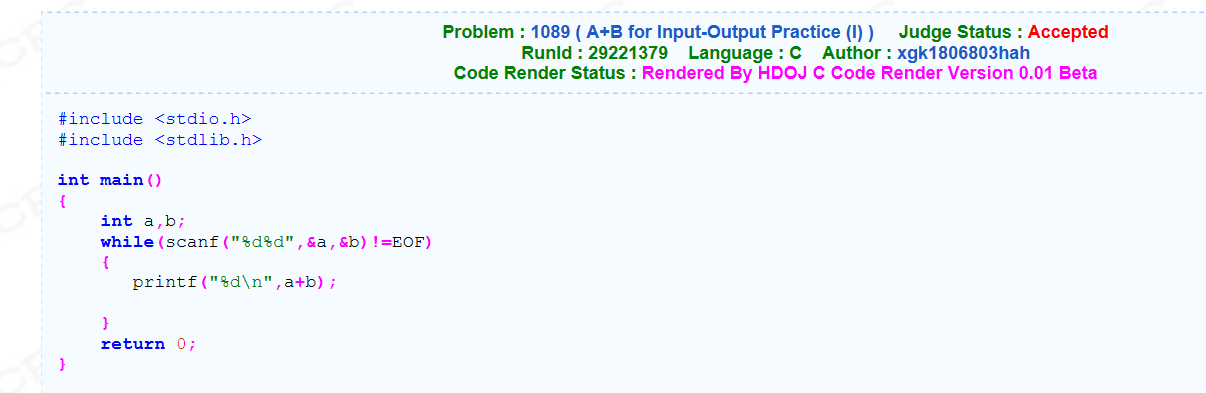 Problem : 1089 ( A+B for Input-Output Practice (I) )     Judge Status : Accepted
RunId : 29221379    Language : C    Author : xgk1806803hah
Code Render Status : Rendered By HDOJ C Code Render Version 0.01 Beta
#include <stdio.h>
#include <stdlib.h>
int main()
{
    int a,b;
    while(scanf("%d%d",&a,&b)!=EOF)
    {
       printf("%d\n",a+b);
    }
    return 0;
}